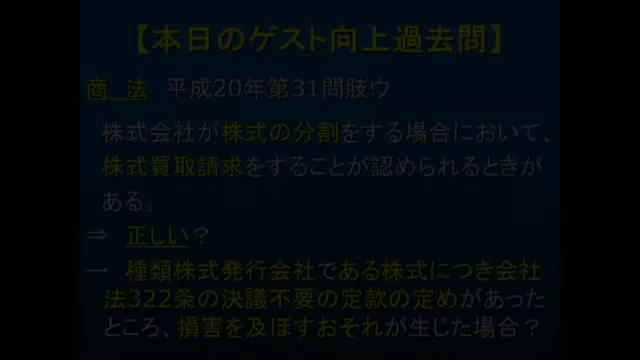 【本日のゲスト向上過去問】
商　法　平成20年第31問肢ウ
株式会社が株式の分割をする場合において、
株式買取請求をすることが認められるときが
ある。
⇒　正しい？
―　種類株式発行会社である株式につき会社
法322条の決議不要の定款の定めがあった
ところ、損害を及ぼすおそれが生じた場合？